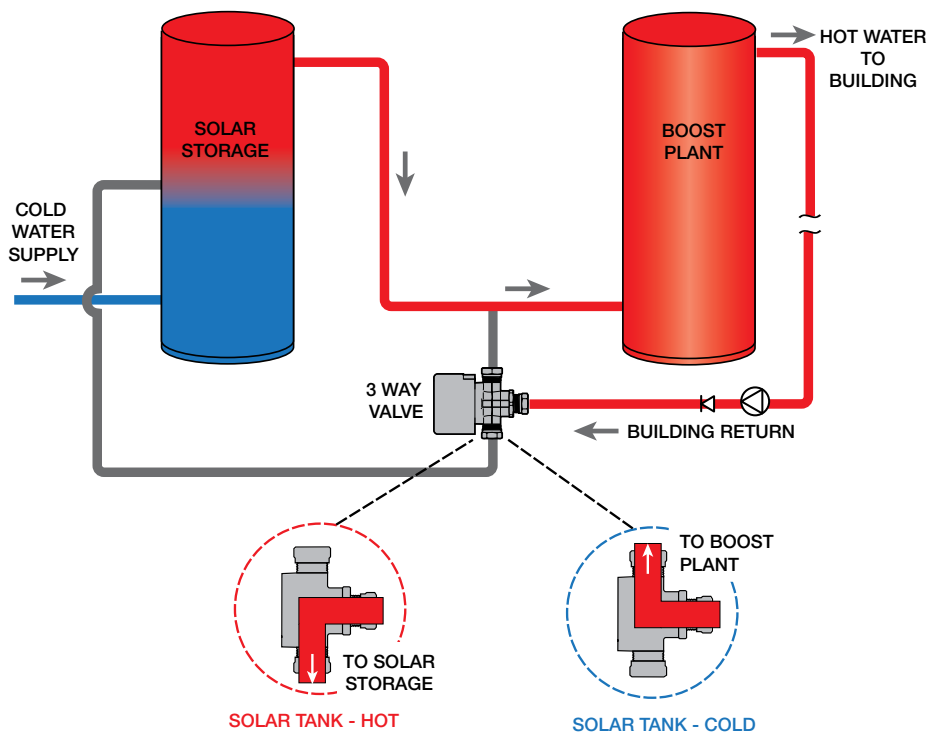 HOT WATER
TO
BUILDING
SOLAR
STORAGE
BOOST
PLANT
COLD
WATER
SUPPLY
3 WAY
VALVE
BUILDING RETURN
TO BOOST
PLANT
TO SOLAR
STORAGE
SOLAR TANK - HOT
SOLAR TANK - COLD